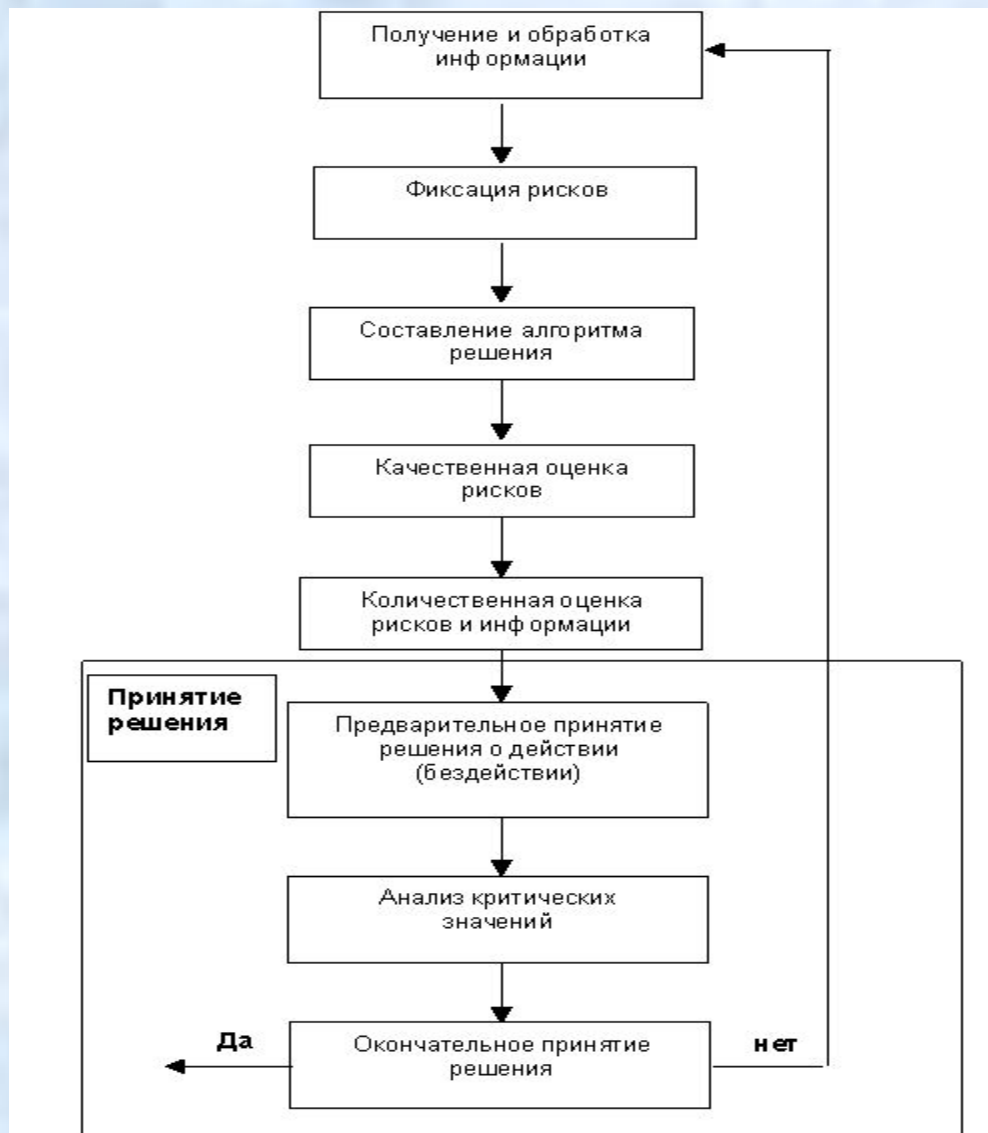 Получение и обработка
информации
Фиксация рисков
Составление алгоритма
решения
Качественная оценка
рисков
Количественная оценка
рисков и информации
Принятие
решения
Предварительное принятие
решения о действии
(бездействии)
Анализ критических
значений
Да
Окончательное принятие
решения
нет